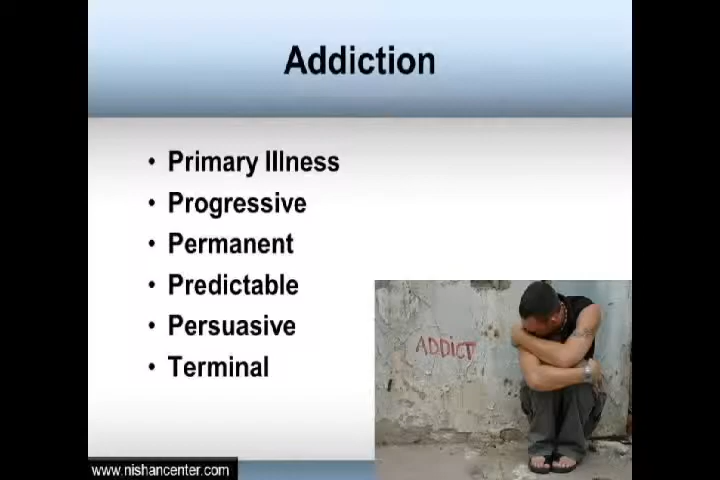 Addiction
• Primary Illness
• Progressive
• Permanent
• Predictable
• Persuasive
• Terminal
ADDiCT
www.nishancenter.com